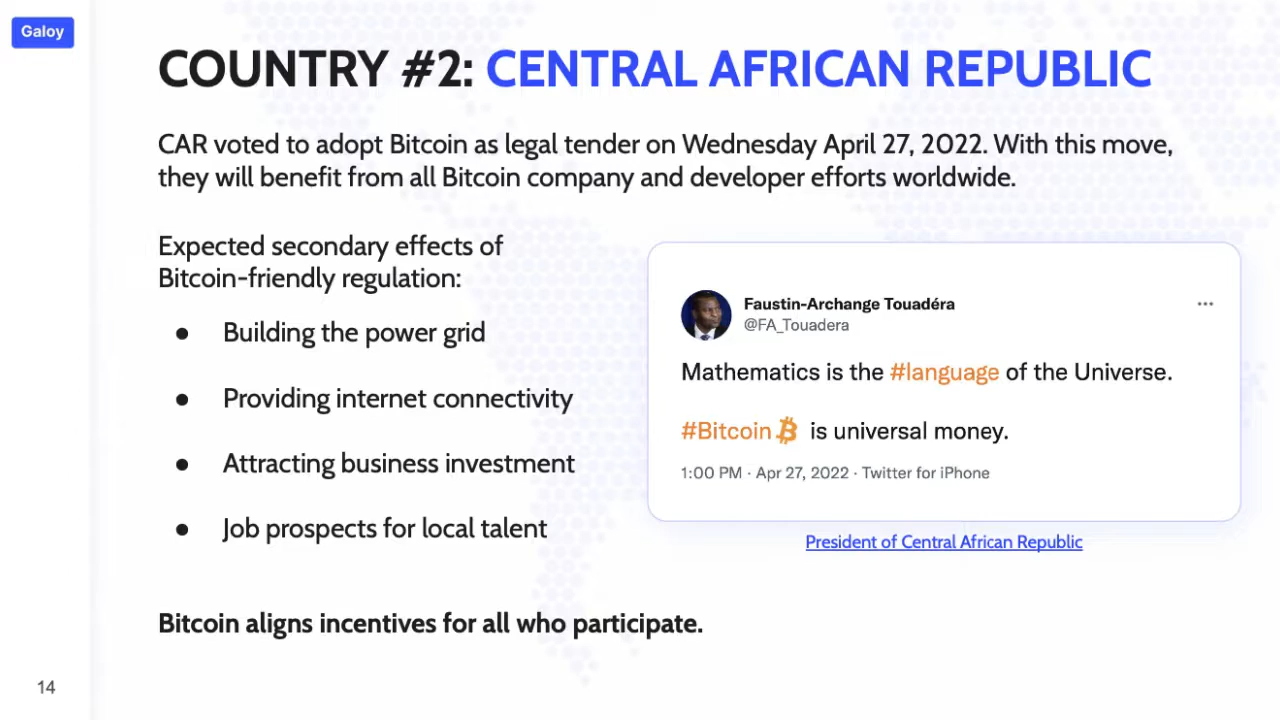 Galoy
COUNTRY #2: CENTRAL AFRICAN REPUBLIC
CAR voted to adopt Bitcoin as legal tender on Wednesday April 27, 2022. With this move,
they will benefit from all Bitcoin company and developer efforts worldwide.
Expected secondary effects of
Bitcoin-friendly regulation:
● Building the power grid
● Providing internet connectivity
● Attracting business investment
● Job prospects for local talent
Faustin-Archange Touadéra
@FA_Touadera
Mathematics is the #language of the Universe.
#Bitcoin is universal money.
1:00 PM · Apr 27, 2022 · Twitter for iPhone
President of Central African Republic
Bitcoin aligns incentives for all who participate.
14